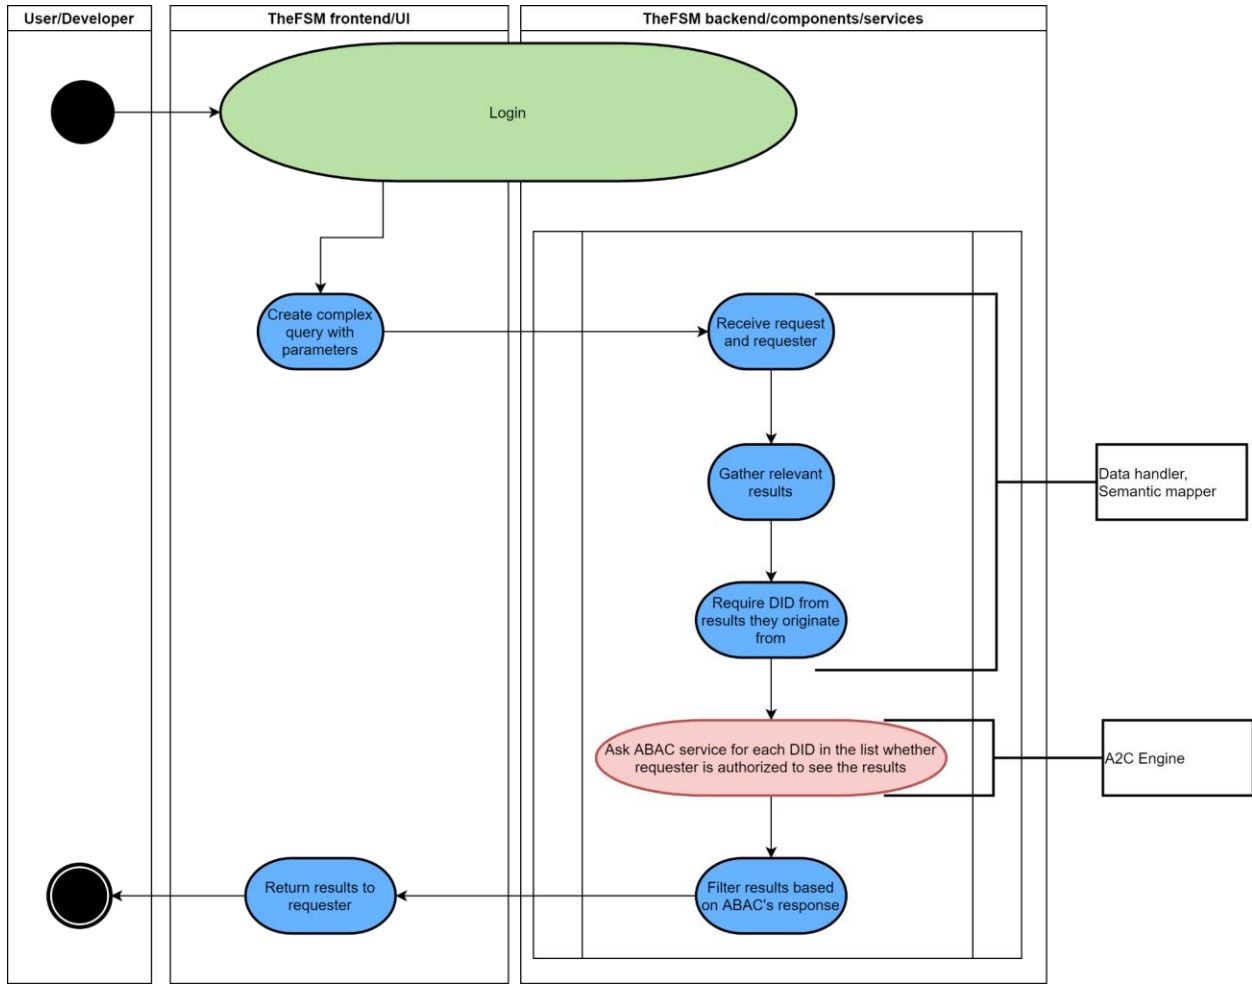 User/Developer
TheFSM frontend/UI
TheFSM backend/components/services
Login
Create complex
query with
parameters
Receive request
and requester
Gather relevant
results
Data handler,
Semantic mapper
Require DID from
results they originate
from
Ask ABAC service for each DID in the list whether
requester is authorized to see the results
A2C Engine
Return results to
requester
Filter results based
on ABAC's response